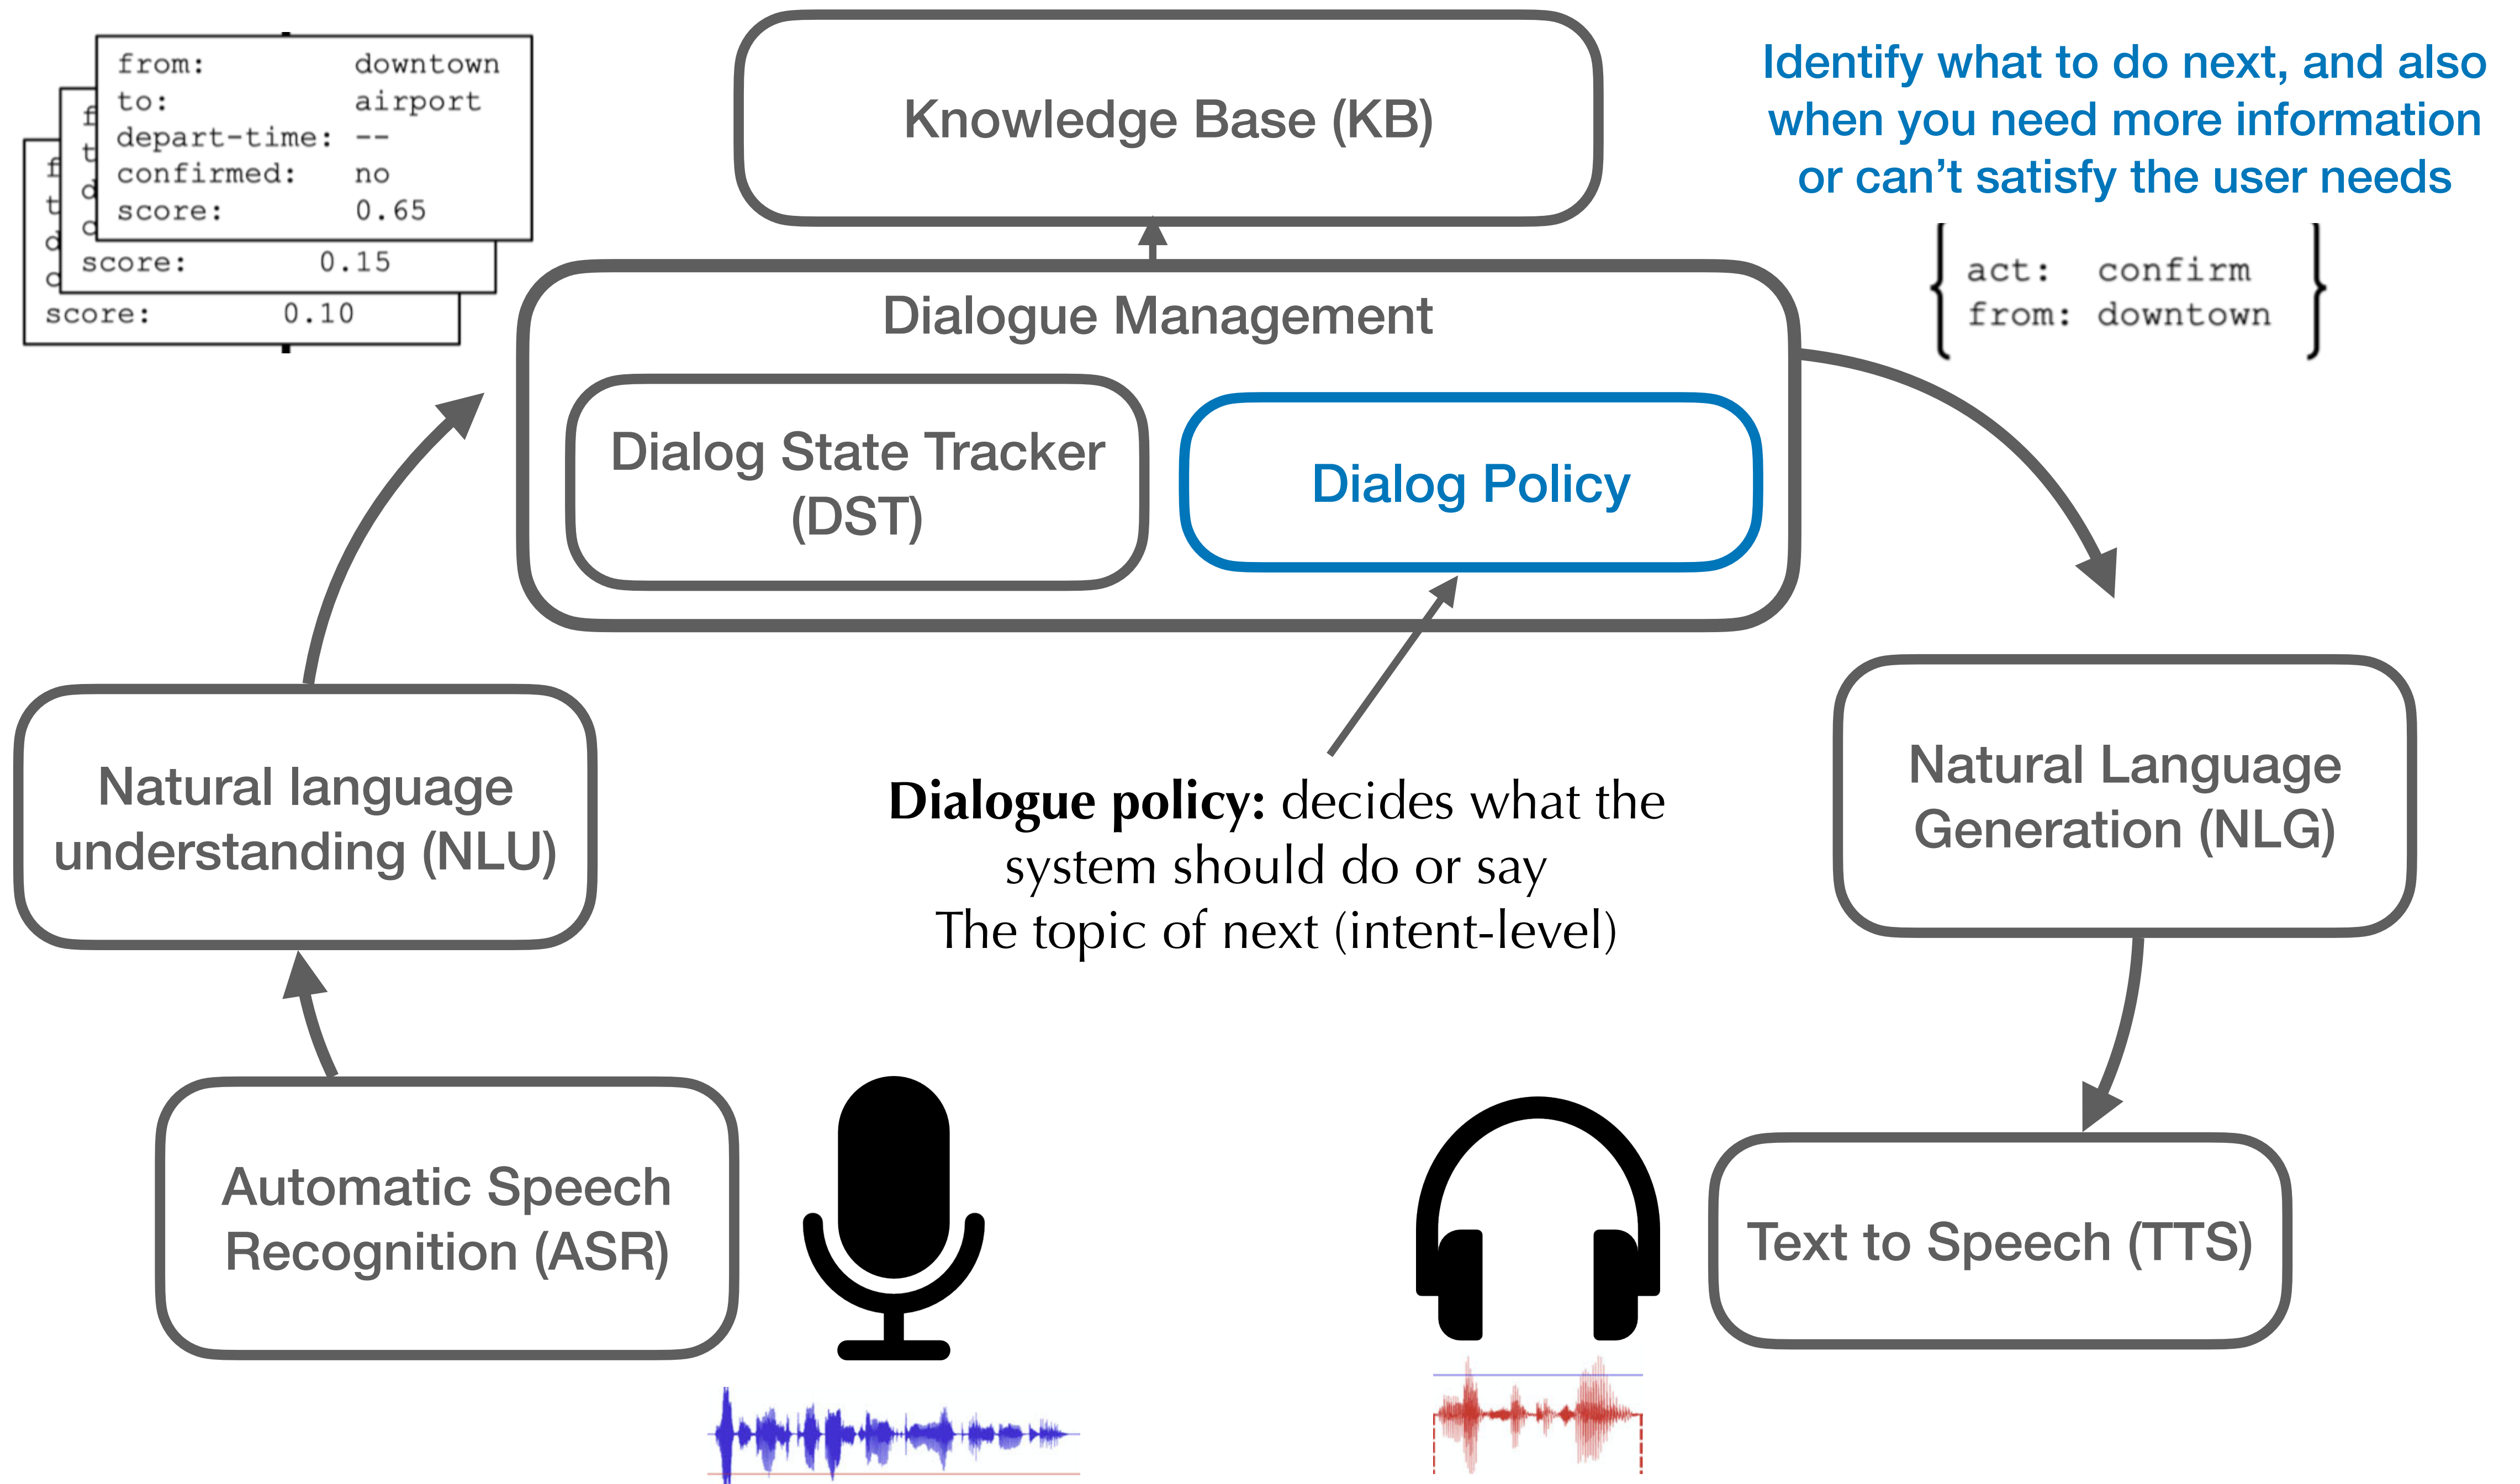 from: downtown
to: airport
depart-time: --
confirmed: no
score: 0.65
f
t
d
c
score: 0.15
f
t
d
c
score: 0.10
Knowledge Base (KB)
Identify what to do next, and also
when you need more information
or can't satisfy the user needs
{ act: confirm
from: downtown }
Dialogue Management
Dialog State Tracker
(DST)
Dialog Policy
Natural language
understanding (NLU)
Dialogue policy: decides what the
system should do or say
The topic of next (intent-level)
Natural Language
Generation (NLG)
Automatic Speech
Recognition (ASR)
Text to Speech (TTS)